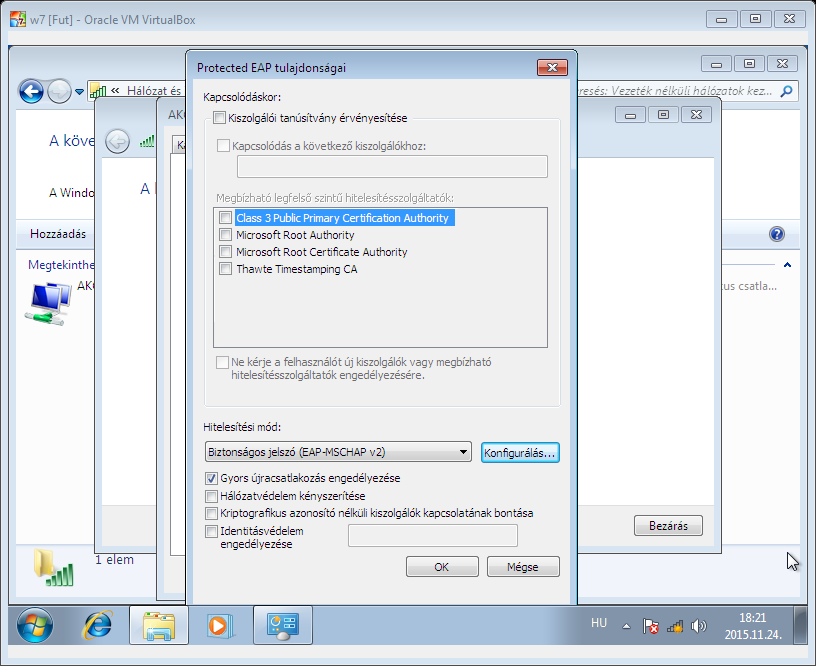 w7 [Fut] - Oracle VM VirtualBox
« Hálózat és
Vezeték nélküli hálózatok kez...
Protected EAP tulajdonságai
Kapcsolódáskor:
Kiszolgálói tanúsítvány érvényesítése
Kapcsolódás a következő kiszolgálókhoz:
Megbízható legfelső szintű hitelesítésszolgáltatók:
Class 3 Public Primary Certification Authority
Microsoft Root Authority
Microsoft Root Certificate Authority
Thawte Timestamping CA
Ne kérje a felhasználót új kiszolgálók vagy megbízható
hitelesítésszolgáltatók engedélyezésére.
Hitelesítési mód:
Biztonságos jelszó (EAP-MSCHAP v2)
Konfigurálás...
Gyors újracsatlakozás engedélyezése
Hálózatvédelem kényszerítése
Kriptografikus azonosító nélküli kiszolgálók kapcsolatának bontása
Identitásvédelem
engedélyezése
OK
Mégse
A köve
A Windo
Hozzáadás
Megtekinthe
A
csatla...
Bezárás
1 elem
HU
18:21
2015.11.24.